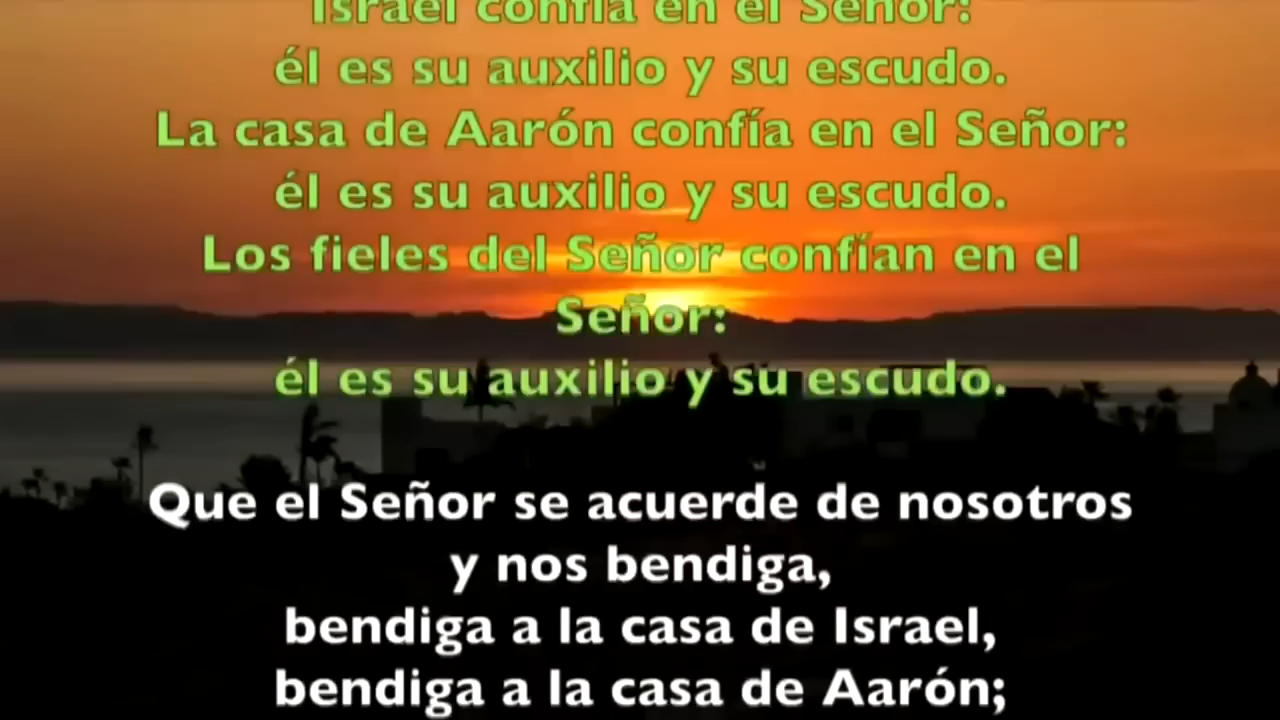 Israel confía en el Señor:
él es su auxilio y su escudo.
La casa de Aarón confía en el Señor:
él es su auxilio y su escudo.
Los fieles del Señor confían en el
Señor:
él es su auxilio y su escudo.
Que el Señor se acuerde de nosotros
y nos bendiga,
bendiga a la casa de Israel,
bendiga a la casa de Aarón;